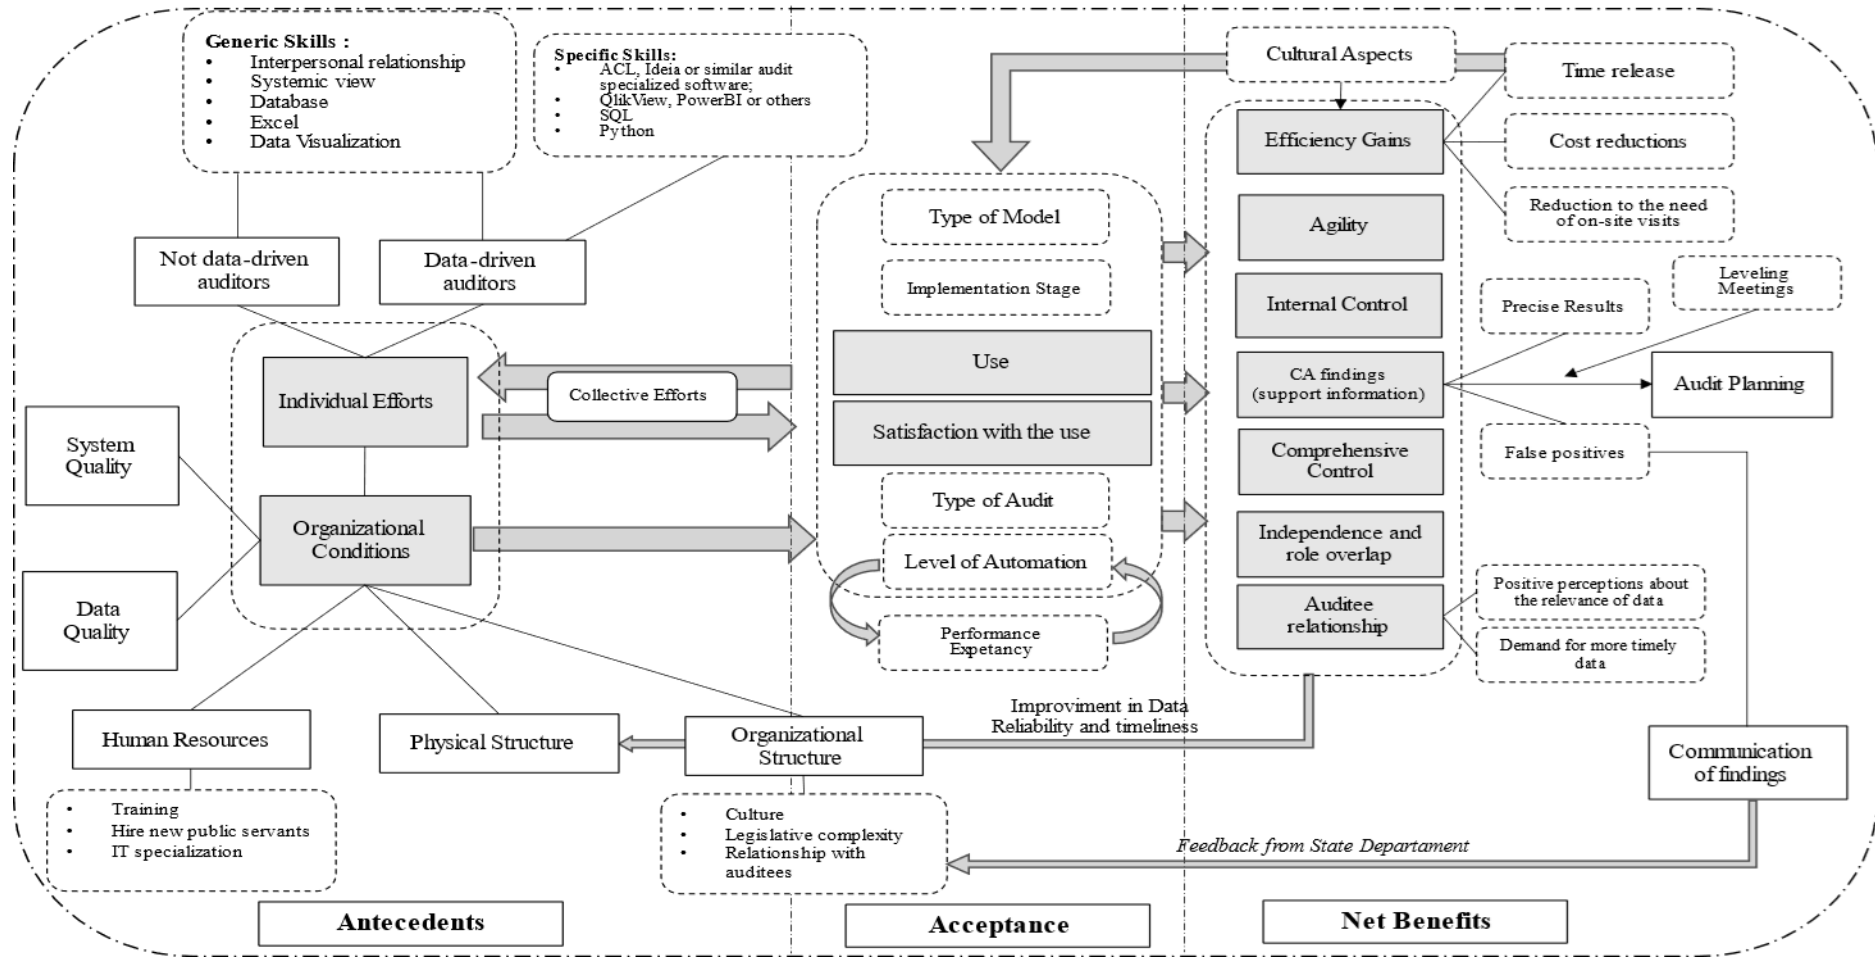 Generic Skills :
• Interpersonal relationship
• Systemic view
• Database
• Excel
• Data Visualization
Specific Skills:
• ACL, Ideia or similar audit
specialized software;
• QlikView, PowerBI or others
• SQL
• Python
Not data-driven
auditors
Data-driven
auditors
Individual Efforts
Collective Efforts
System
Quality
Organizational
Conditions
Data
Quality
Human Resources
Physical Structure
Organizational
Structure
• Training
• Hire new public servants
• IT specialization
• Culture
• Legislative complexity
• Relationship with
auditees
Antecedents
Type of Model
Implementation Stage
Use
Satisfaction with the use
Type of Audit
Level of Automation
Performance
Expetancy
Improviment in Data
Reliability and timeliness
Acceptance
Cultural Aspects
Efficiency Gains
Agility
Internal Control
CA findings
(support information)
Comprehensive
Control
Independence and
role overlap
Auditee
relationship
Time release
Cost reductions
Reduction to the need
of on-site visits
Leveling
Meetings
Precise Results
Audit Planning
False positives
Positive perceptions about
the relevance of data
Demand for more timely
data
Communication
of findings
Feedback from State Departament
Net Benefits